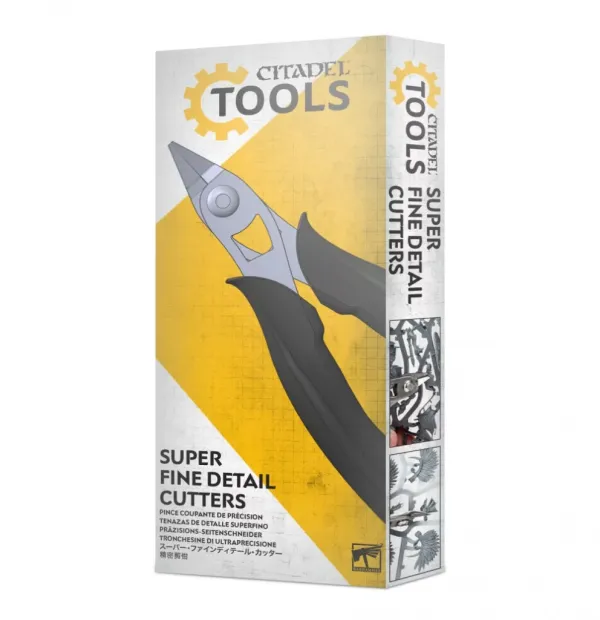 CITADEL
TOOLS
SUPER
FINE DETAIL
CUTTERS
PINCE COUPANTE DE PRÉCISION
TENAZAS DE DETALLE SUPERFINO
PRÄZISIONS-SEITENSCHNEIDER
TRONCHESINE DI ULTRAPRECISIONE
スーパー・ファインディテール・カッター
精密剪钳
CITADEL
TOOLS
SUPER
FINE DETAIL
CUTTERS